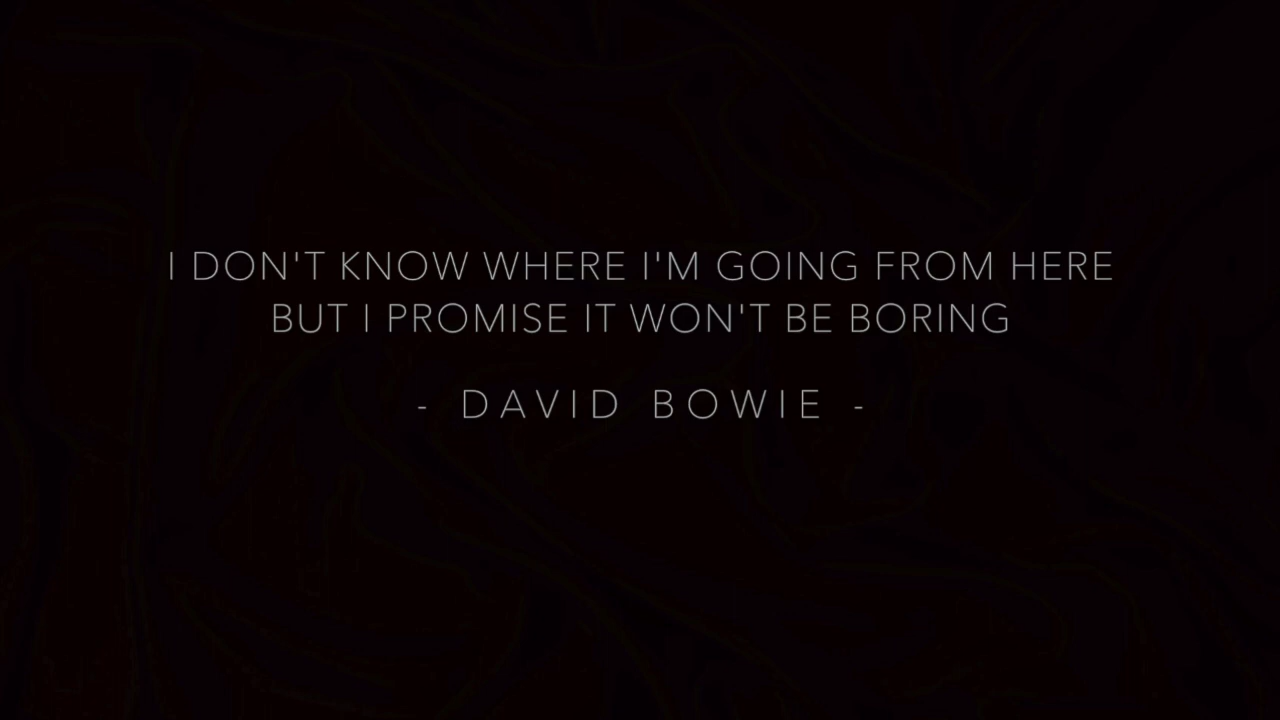 I DON'T KNOW WHERE I'M GOING FROM HERE
BUT I PROMISE IT WON'T BE BORING
- DAVID BOWIE -